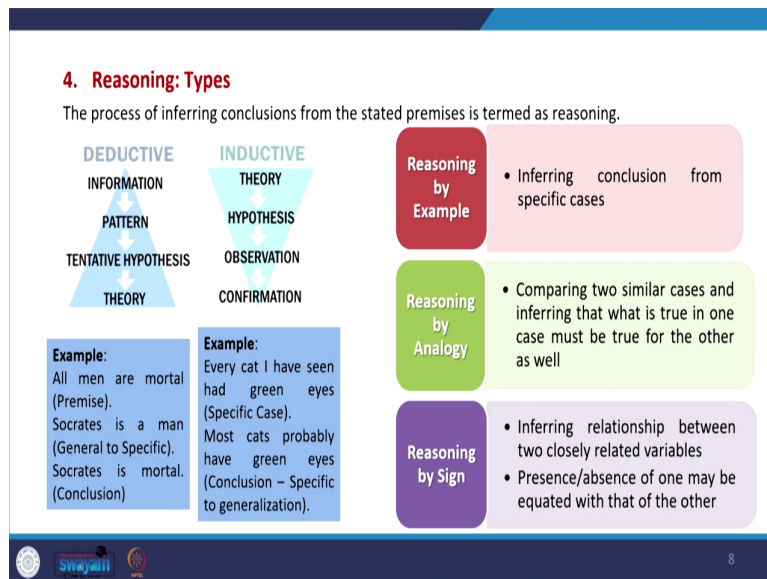 4. Reasoning: Types
The process of inferring conclusions from the stated premises is termed as reasoning.
DEDUCTIVE
INFORMATION
PATTERN
TENTATIVE HYPOTHESIS
THEORY
INDUCTIVE
THEORY
HYPOTHESIS
OBSERVATION
CONFIRMATION
Example:
All men are mortal
(Premise).
Socrates is a man
(General to Specific).
Socrates is mortal.
(Conclusion)
Example:
Every cat I have seen
had green eyes
(Specific Case).
Most cats probably
have green eyes
(Conclusion – Specific
to generalization).
Reasoning
by
Example
• Inferring conclusion from
specific cases
Reasoning
by
Analogy
• Comparing two similar cases and
inferring that what is true in one
case must be true for the other
as well
Reasoning
by Sign
• Inferring relationship between
two closely related variables
• Presence/absence of one may be
equated with that of the other
swayam
NPTEL
8